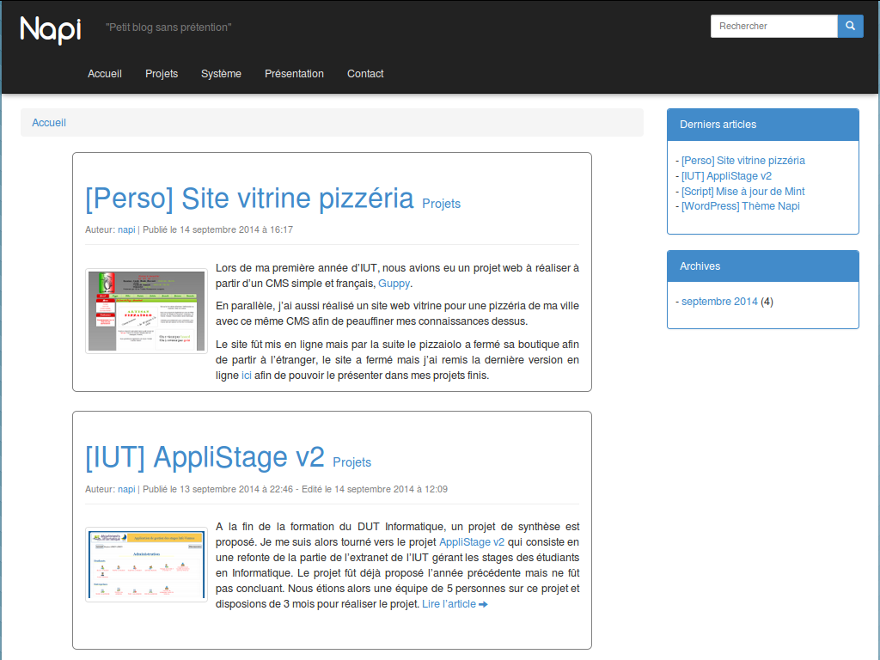 Napi
"Petit blog sans prétention"
Rechercher
Accueil Projets Système Présentation Contact
Accueil
[Perso] Site vitrine pizzéria Projets
Auteur: napi | Publié le 14 septembre 2014 à 16:17
Lors de ma première année d'IUT, nous avions eu un projet web à réaliser à
partir d'un CMS simple et français, Guppy.
En parallèle, j'ai aussi réalisé un site web vitrine pour une pizzéria de ma ville
avec ce même CMS afin de peauffiner mes connaissances dessus.
Le site fût mis en ligne mais par la suite le pizzaiolo a fermé sa boutique afin
de partir à l'étranger, le site a fermé mais j'ai remis la dernière version en
ligne ici afin de pouvoir le présenter dans mes projets finis.
[IUT] AppliStage v2 Projets
Auteur: napi | Publié le 13 septembre 2014 à 22:46 - Edité le 14 septembre 2014 à 12:09
A la fin de la formation du DUT Informatique, un projet de synthèse est
proposé. Je me suis alors tourné vers le projet AppliStage v2 qui consiste en
une refonte de la partie de l'extranet de l'IUT gérant les stages des étudiants
en Informatique. Le projet fût déjà proposé l'année précédente mais ne fût
pas concluant. Nous étions alors une équipe de 5 personnes sur ce projet et
disposions de 3 mois pour réaliser le projet. Lire l'article
Administration
Derniers articles
- [Perso] Site vitrine pizzéria
- [IUT] AppliStage v2
- [Script] Mise à jour de Mint
- [WordPress] Thème Napi
Archives
- septembre 2014 (4)